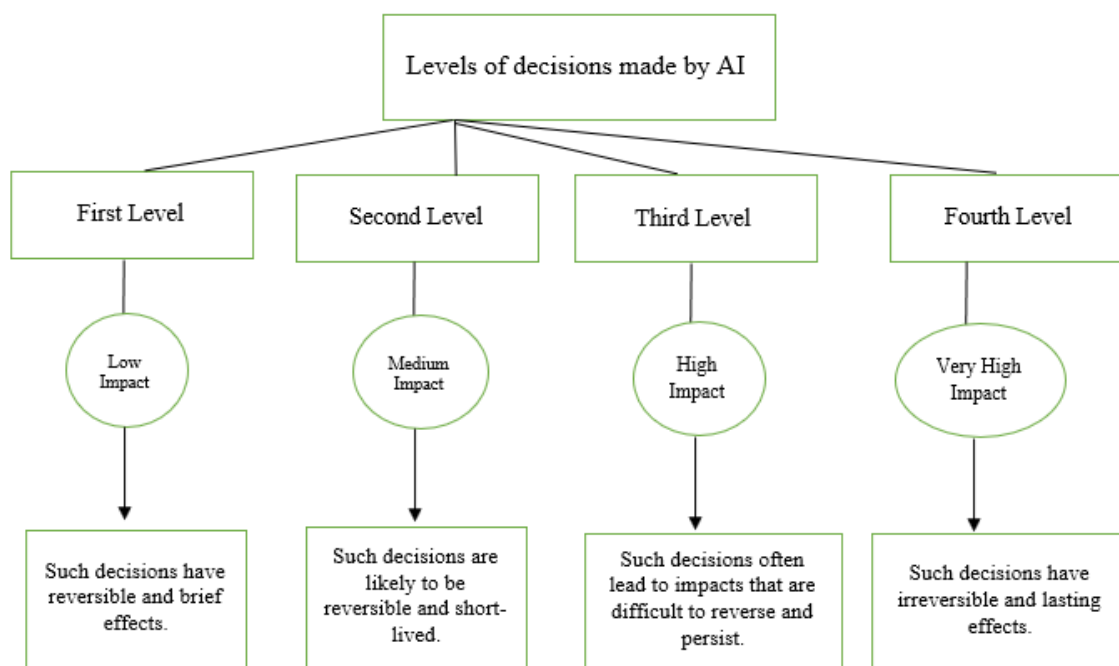 Levels of decisions made by AI
First Level
Second Level
Third Level
Fourth Level
Low
Impact
Medium
Impact
High
Impact
Very High
Impact
Such decisions have
reversible and brief
effects.
Such decisions are
likely to be
reversible and short-
lived.
Such decisions often
lead to impacts that are
difficult to reverse and
persist.
Such decisions have
irreversible and lasting
effects.